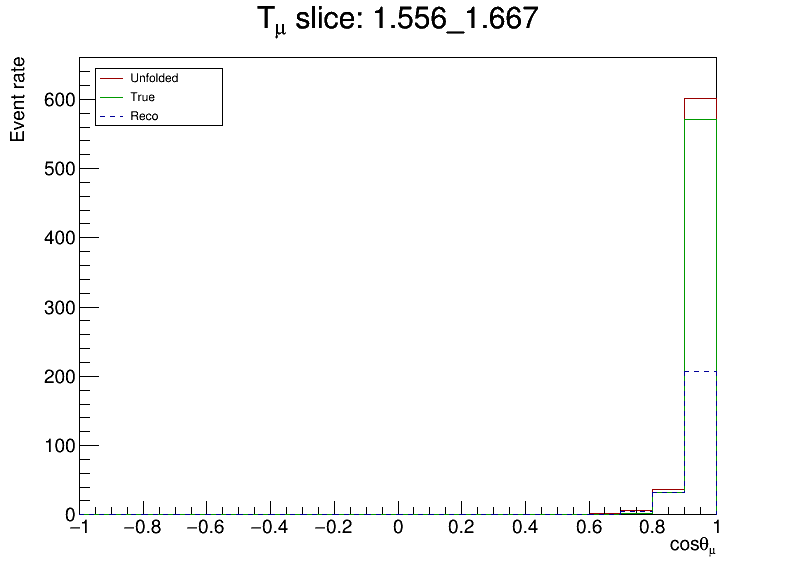 Tμ slice: 1.556_1.667
Event rate
Unfolded
True
Reco
600
500
400
300
200
100
0
−1 −0.8 −0.6 −0.4 −0.2 0 0.2 0.4 0.6 0.8 1
cosθμ